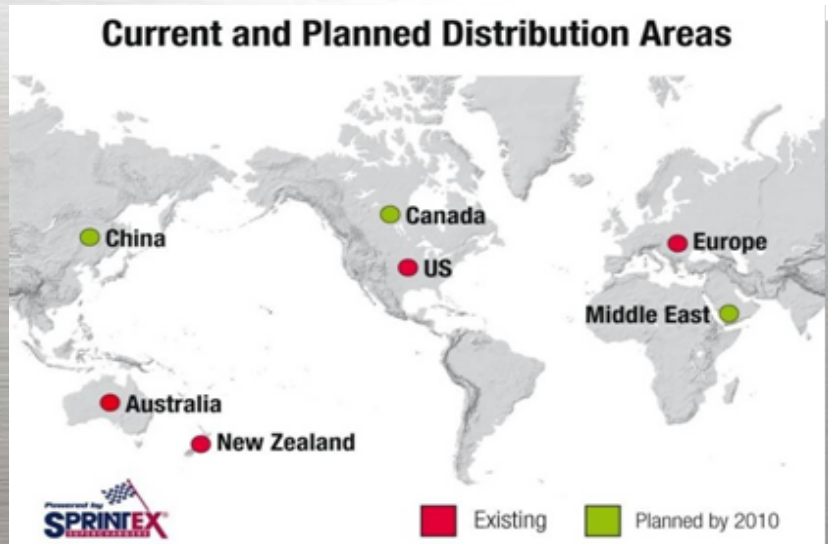 Current and Planned Distribution Areas
Canada
China
Europe
US
Middle East
Australia
New Zealand
Powered by
SPRINTEX®
SUPERCHARGERS
Existing
Planned by 2010